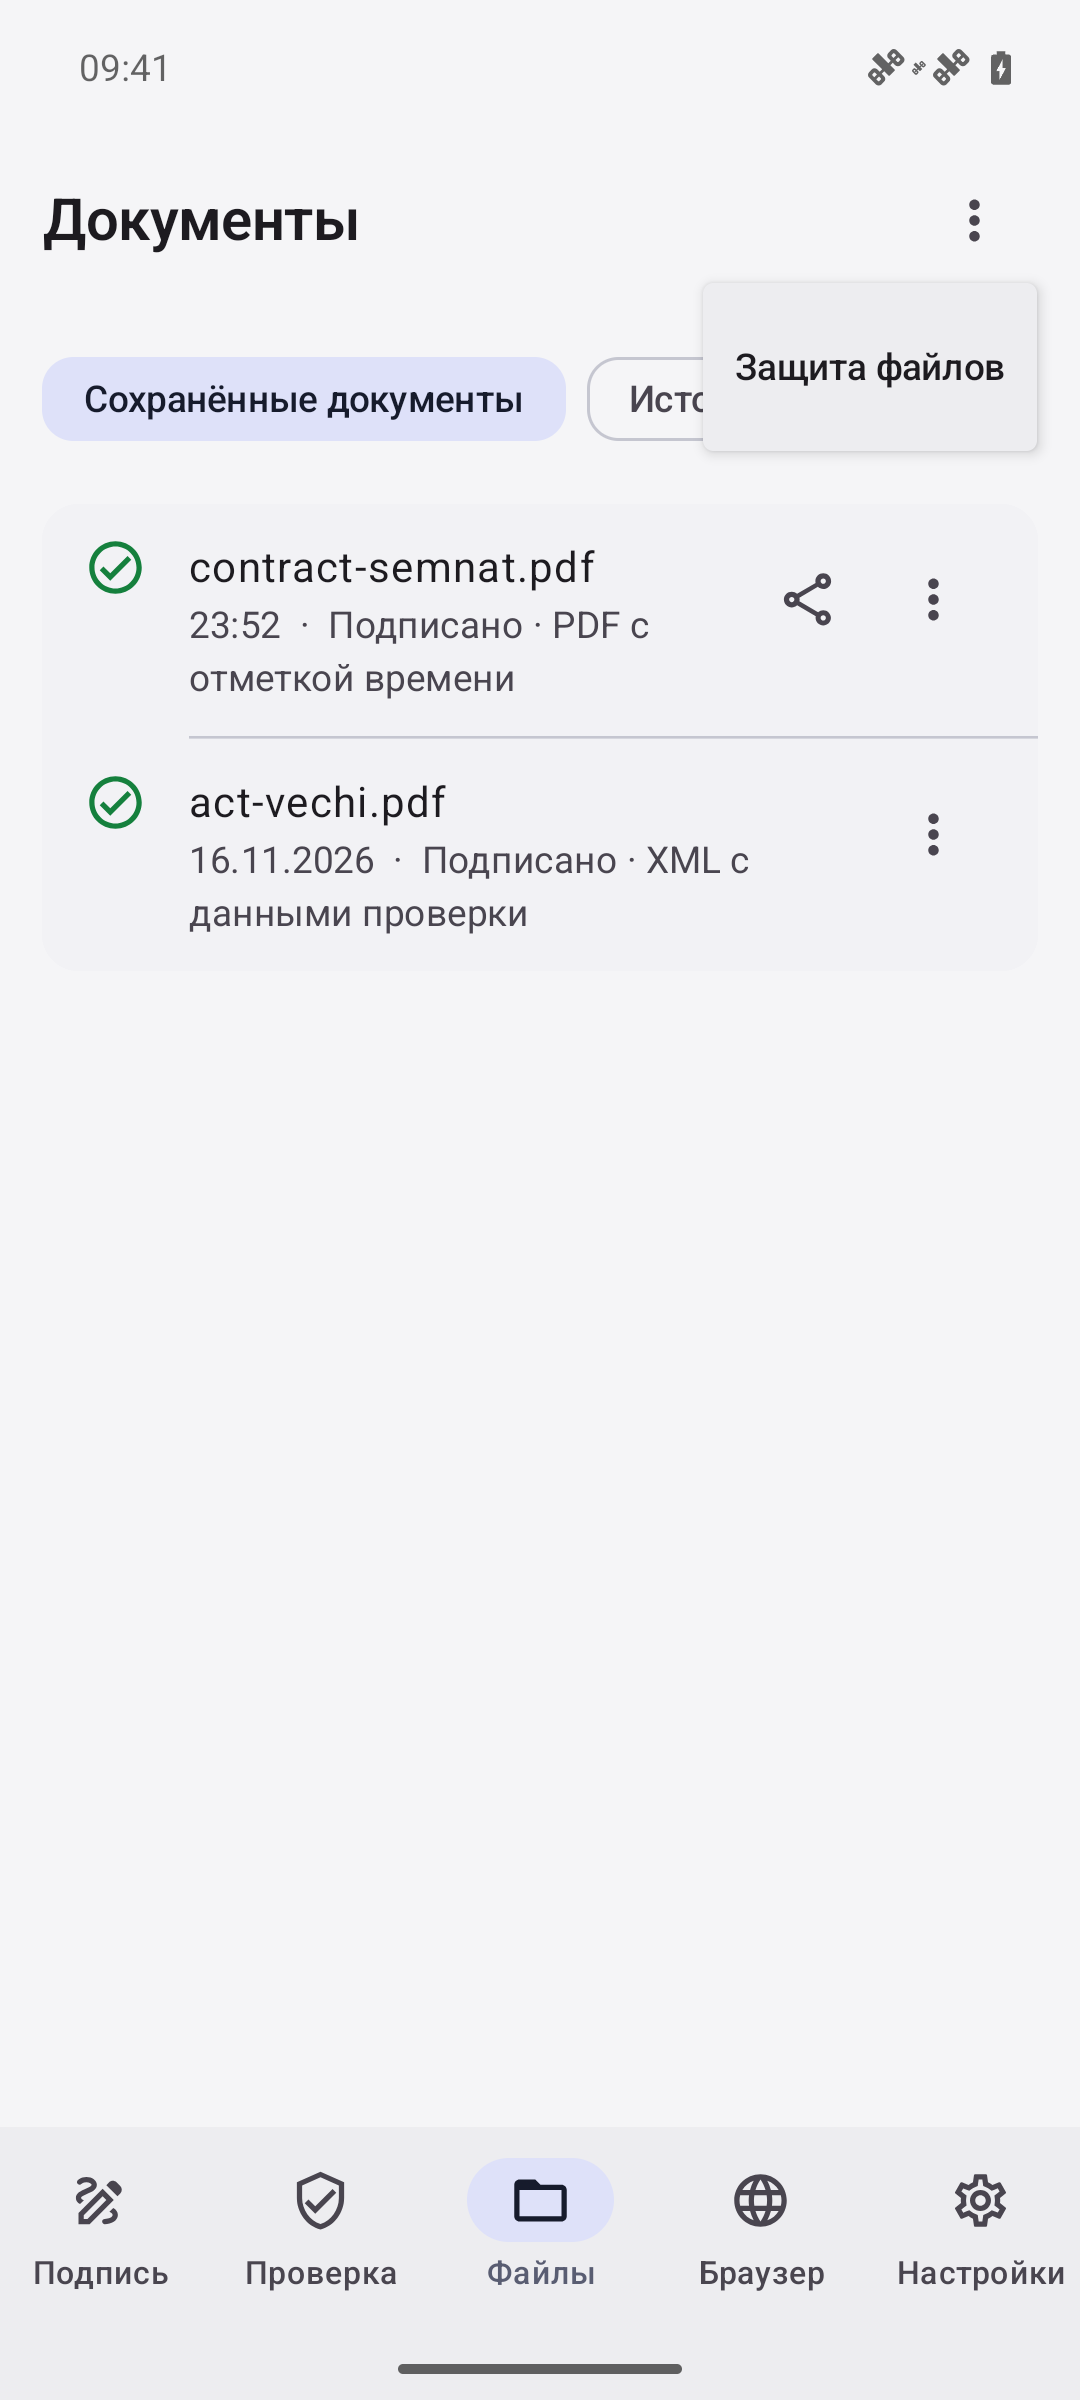 09:41
Документы
Защита файлов
Сохранённые документы
contract-semnat.pdf
23:52 · Подписано · PDF с
отметкой времени
act-vechi.pdf
16.11.2026 · Подписано · XML с
данными проверки
Подпись
Проверка
Файлы
Браузер
Настройки